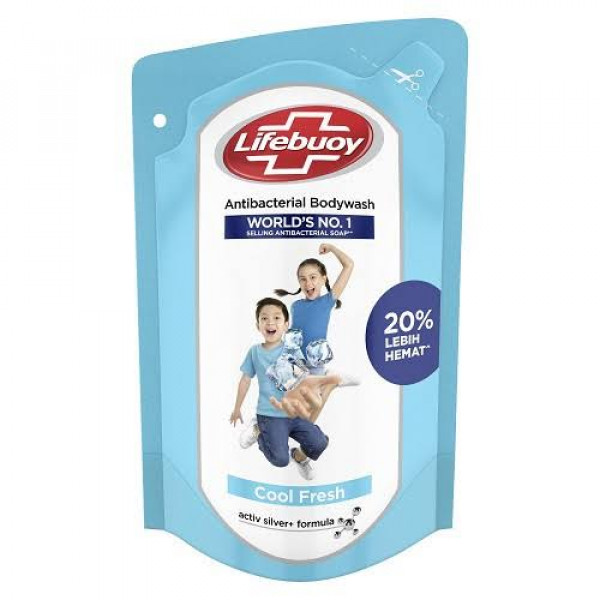 Lifebuoy
Antibacterial Bodywash
WORLD'S NO. 1
SELLING ANTIBACTERIAL SOAP**
20%
LEBIH
HEMAT^
Cool Fresh
activ silver+ formula